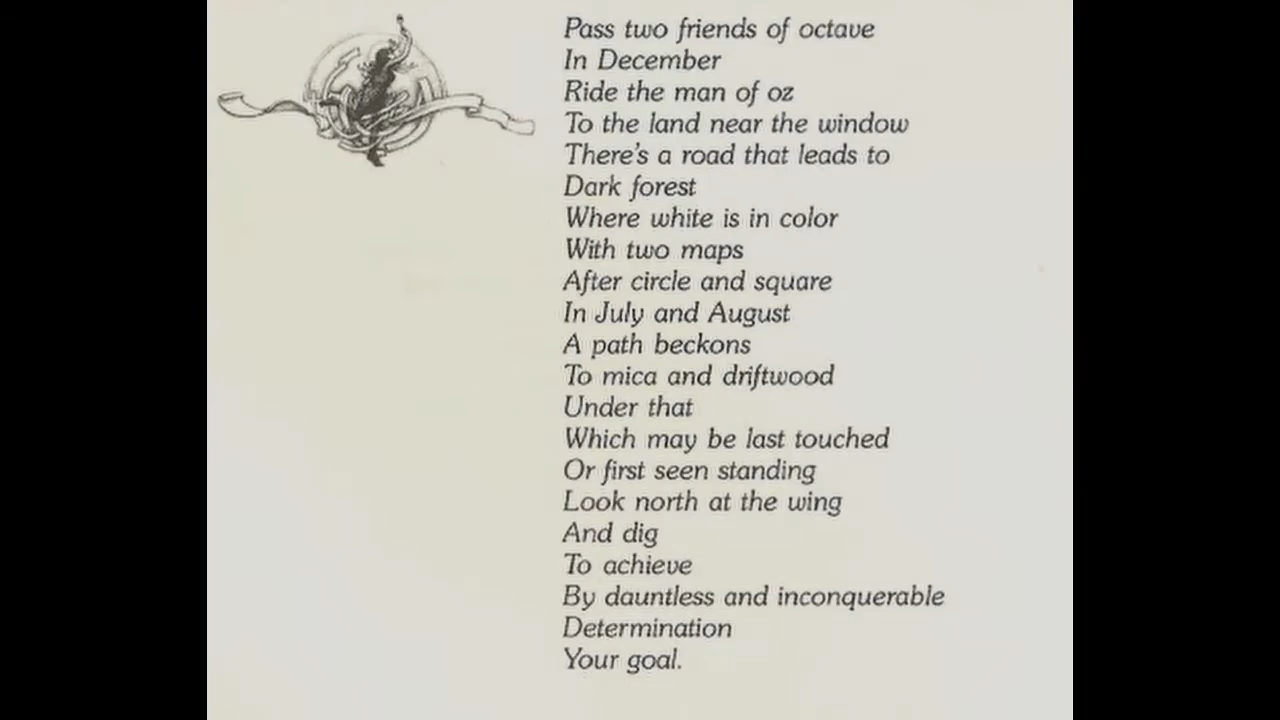 Pass two friends of octave
In December
Ride the man of oz
To the land near the window
There's a road that leads to
Dark forest
Where white is in color
With two maps
After circle and square
In July and August
A path beckons
To mica and driftwood
Under that
Which may be last touched
Or first seen standing
Look north at the wing
And dig
To achieve
By dauntless and inconquerable
Determination
Your goal.